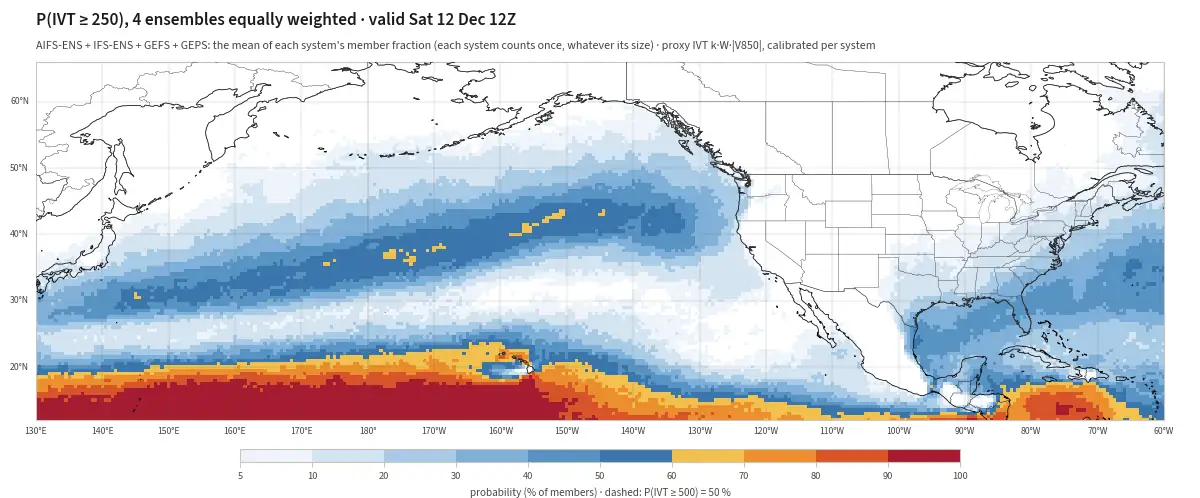 P(IVT ≥ 250), 4 ensembles equally weighted · valid Sat 12 Dec 12Z
AIFS-ENS + IFS-ENS + GEFS + GEPS: the mean of each system's member fraction (each system counts once, whatever its size) · proxy IVT k·W·|V850|, calibrated per system
60°N
50°N
40°N
30°N
20°N
130°E 140°E 150°E 160°E 170°E 180° 170°W 160°W 150°W 140°W 130°W 120°W 110°W 100°W 90°W 80°W 70°W 60°W
5 10 20 30 40 50 60 70 80 90 100
probability (% of members) · dashed: P(IVT ≥ 500) = 50 %